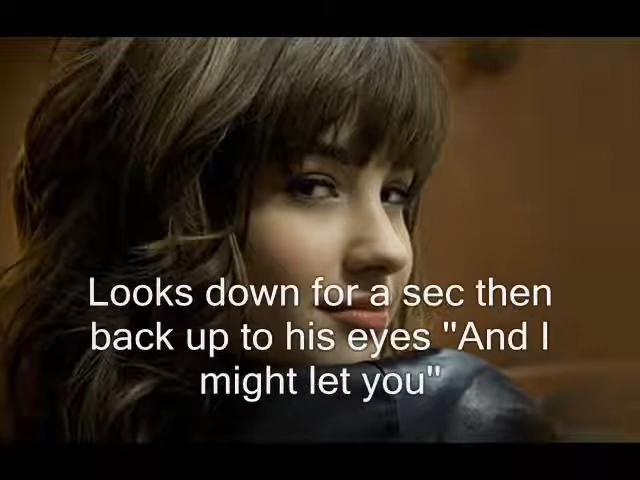 Looks down for a sec then
back up to his eyes "And I
might let you"